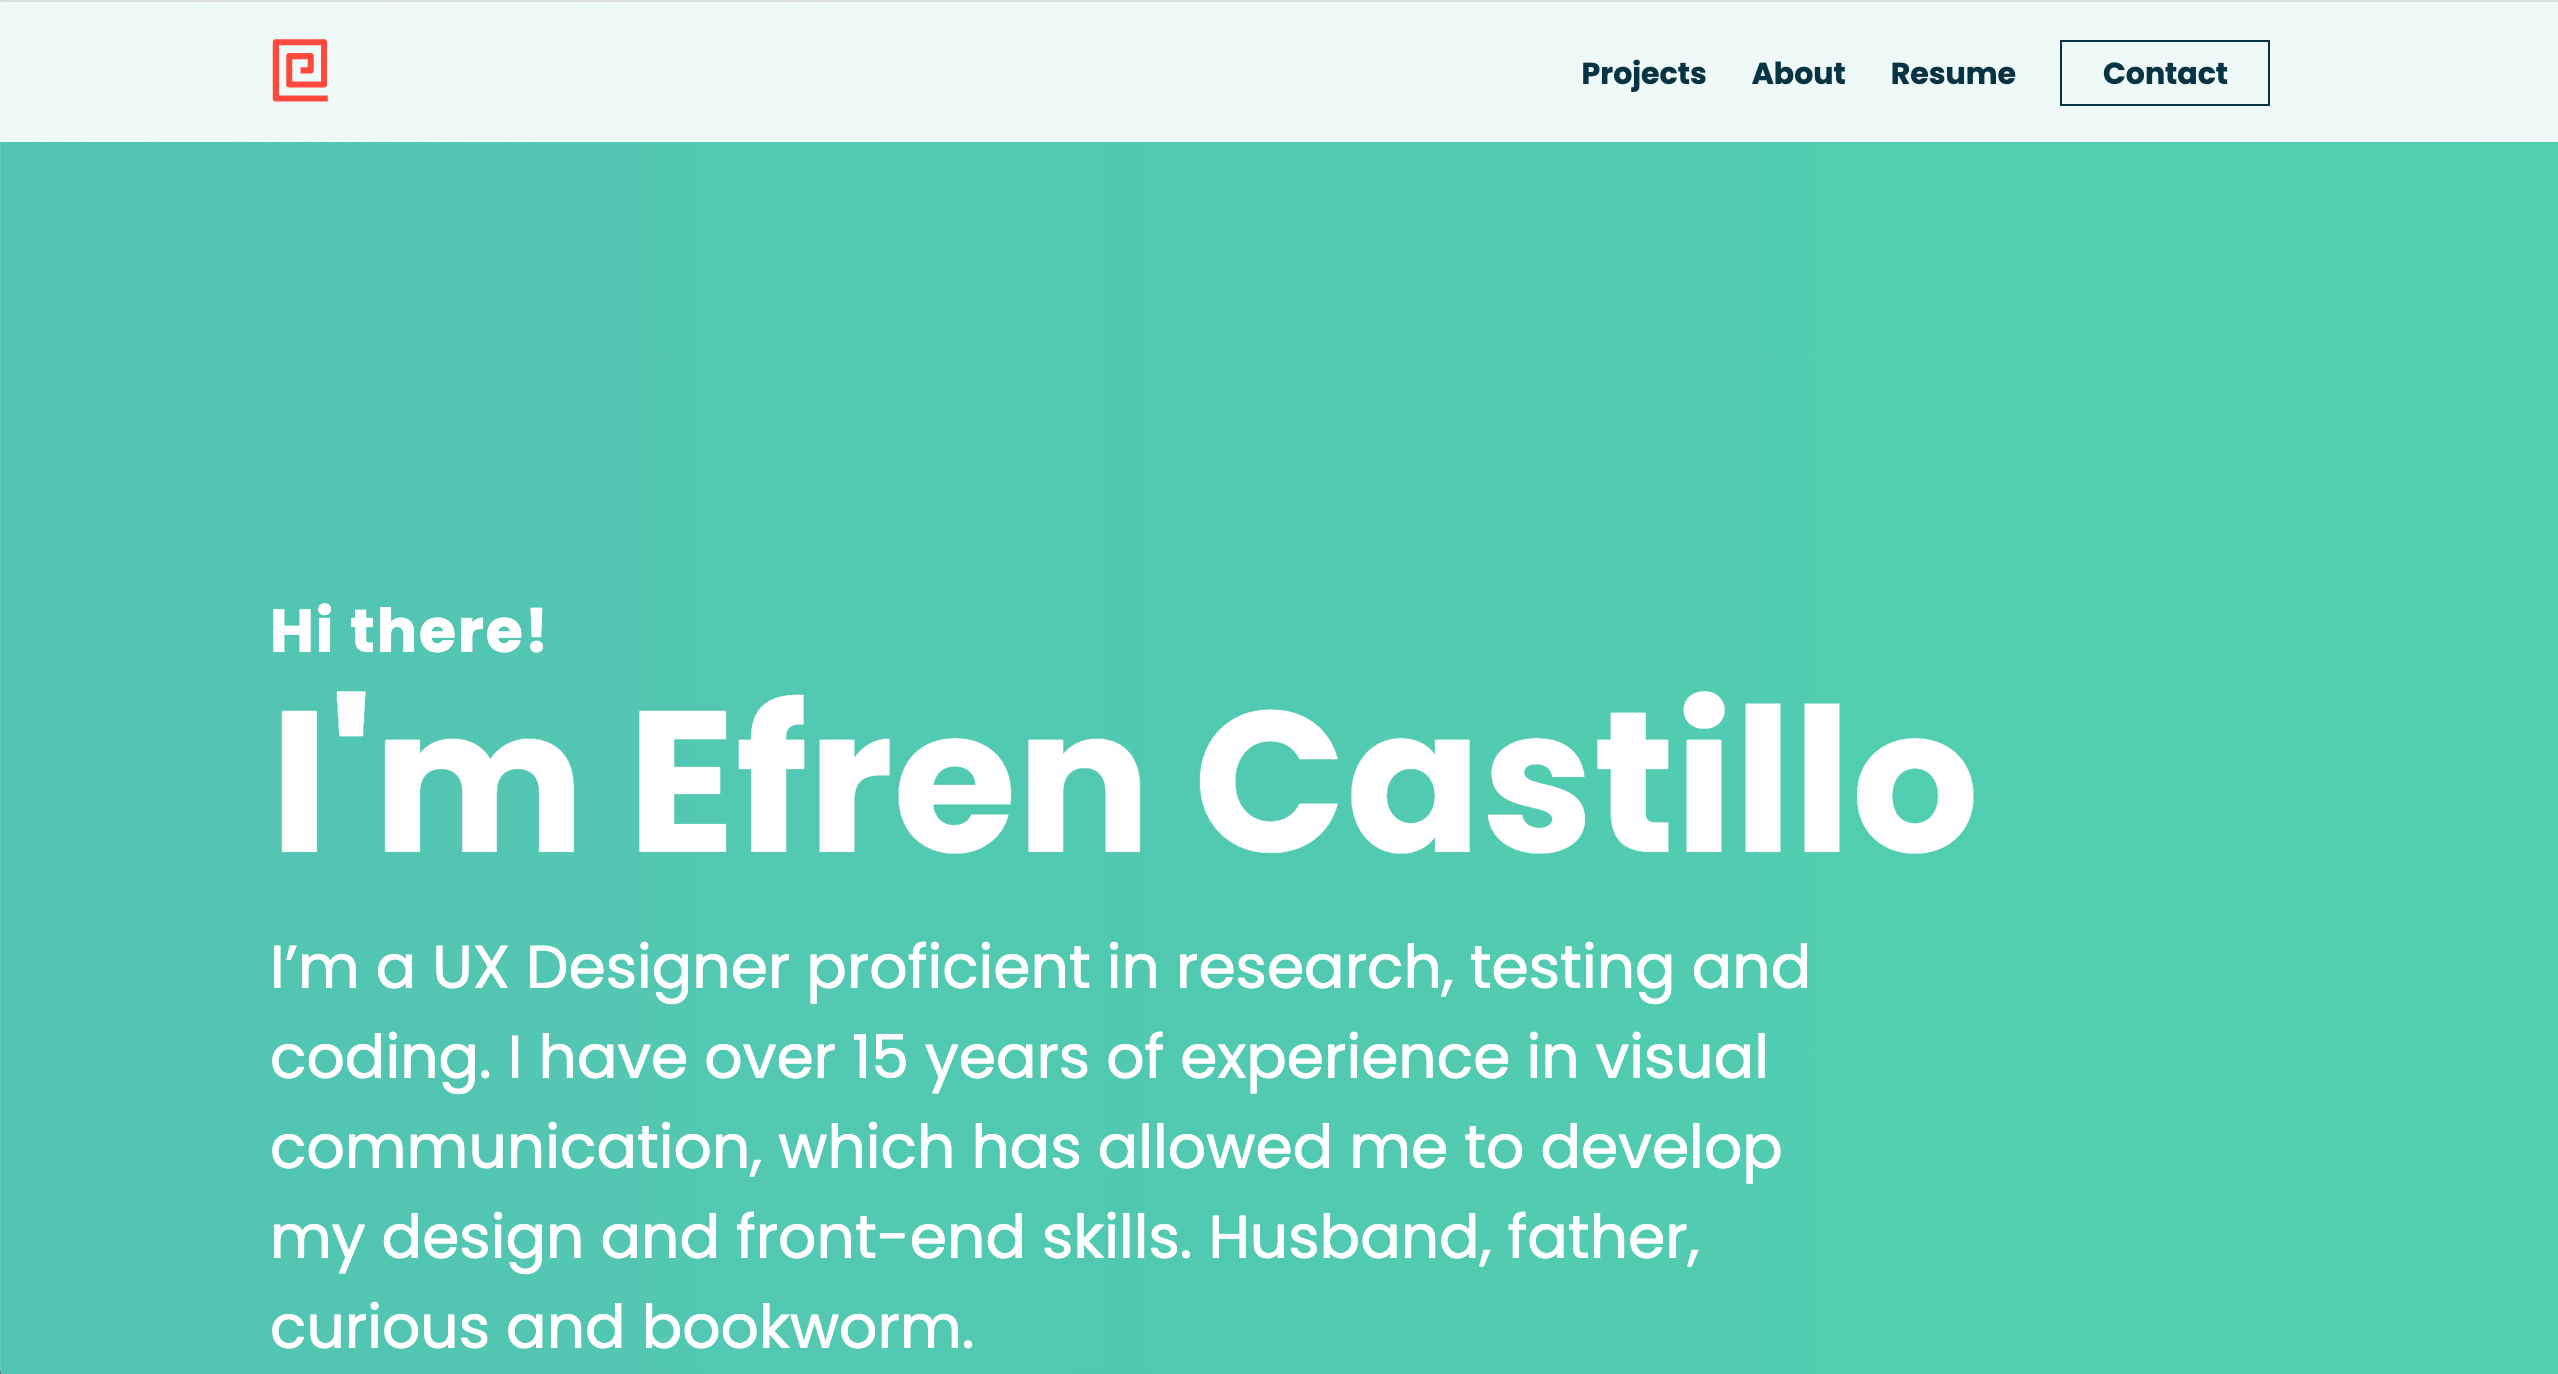 Projects About Resume Contact
Hi there!
I'm Efren Castillo
I’m a UX Designer proficient in research, testing and
coding. I have over 15 years of experience in visual
communication, which has allowed me to develop
my design and front-end skills. Husband, father,
curious and bookworm.